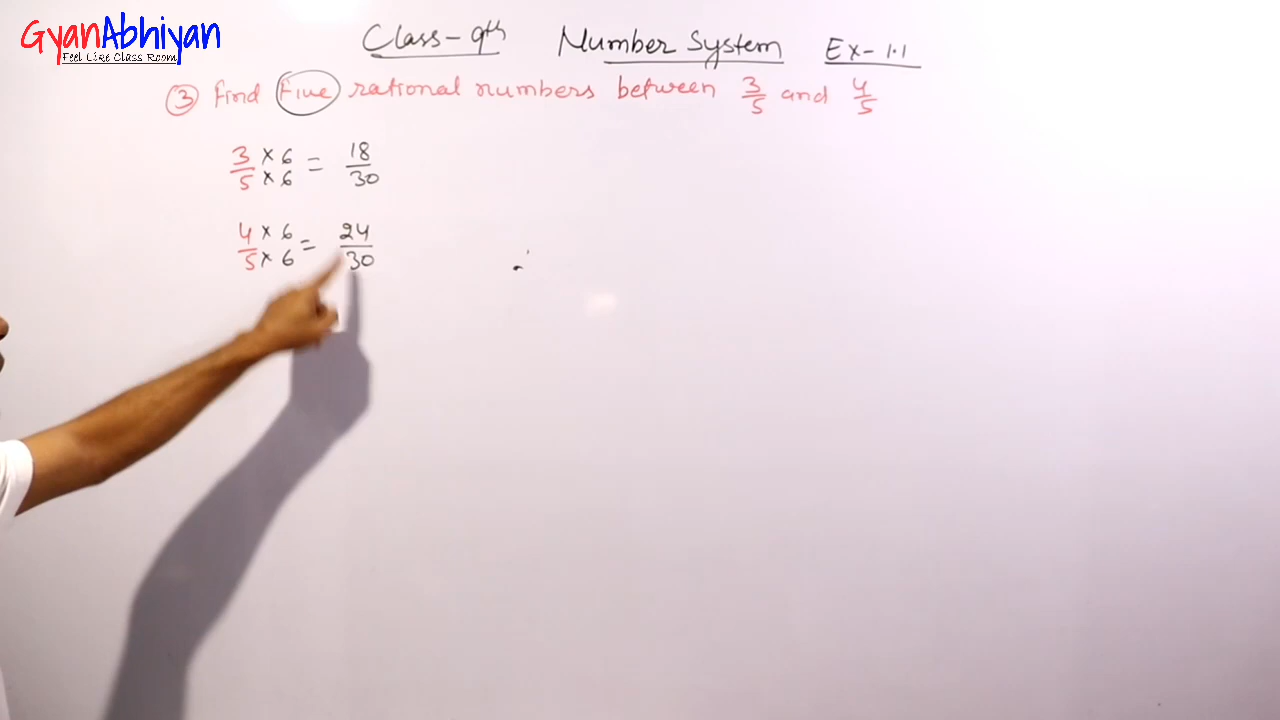 GyanAbhiyan
Feel Like Class Room
Class-9th Number System Ex-1.1
③ Find Five rational numbers between 3/5 and 4/5
3/5 × 6/× 6 = 18/30
4/5 × 6/× 6 = 24/30